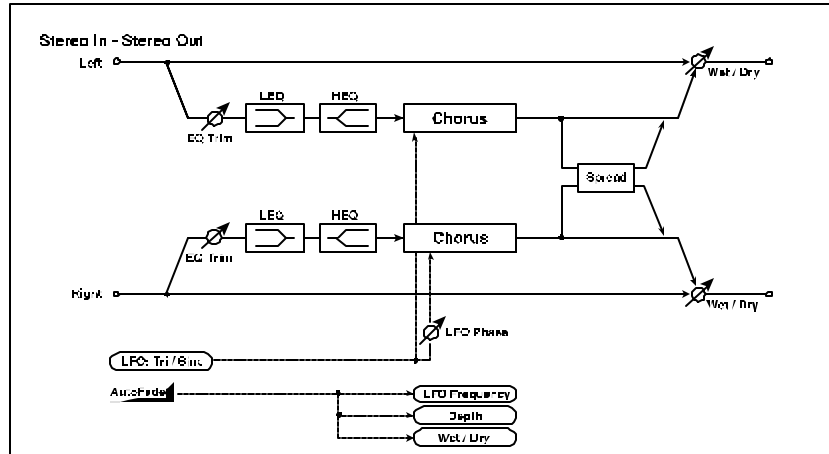 Stereo In - Stereo Out
Left
Wet / Dry
LEQ
HEQ
Chorus
EQ Trim
Spread
LEQ
HEQ
Chorus
EQ Trim
Right
Wet / Dry
LFO Phase
LFO: Tri / Sine
AutoFade
LFO Frequency
Depth
Wet / Dry